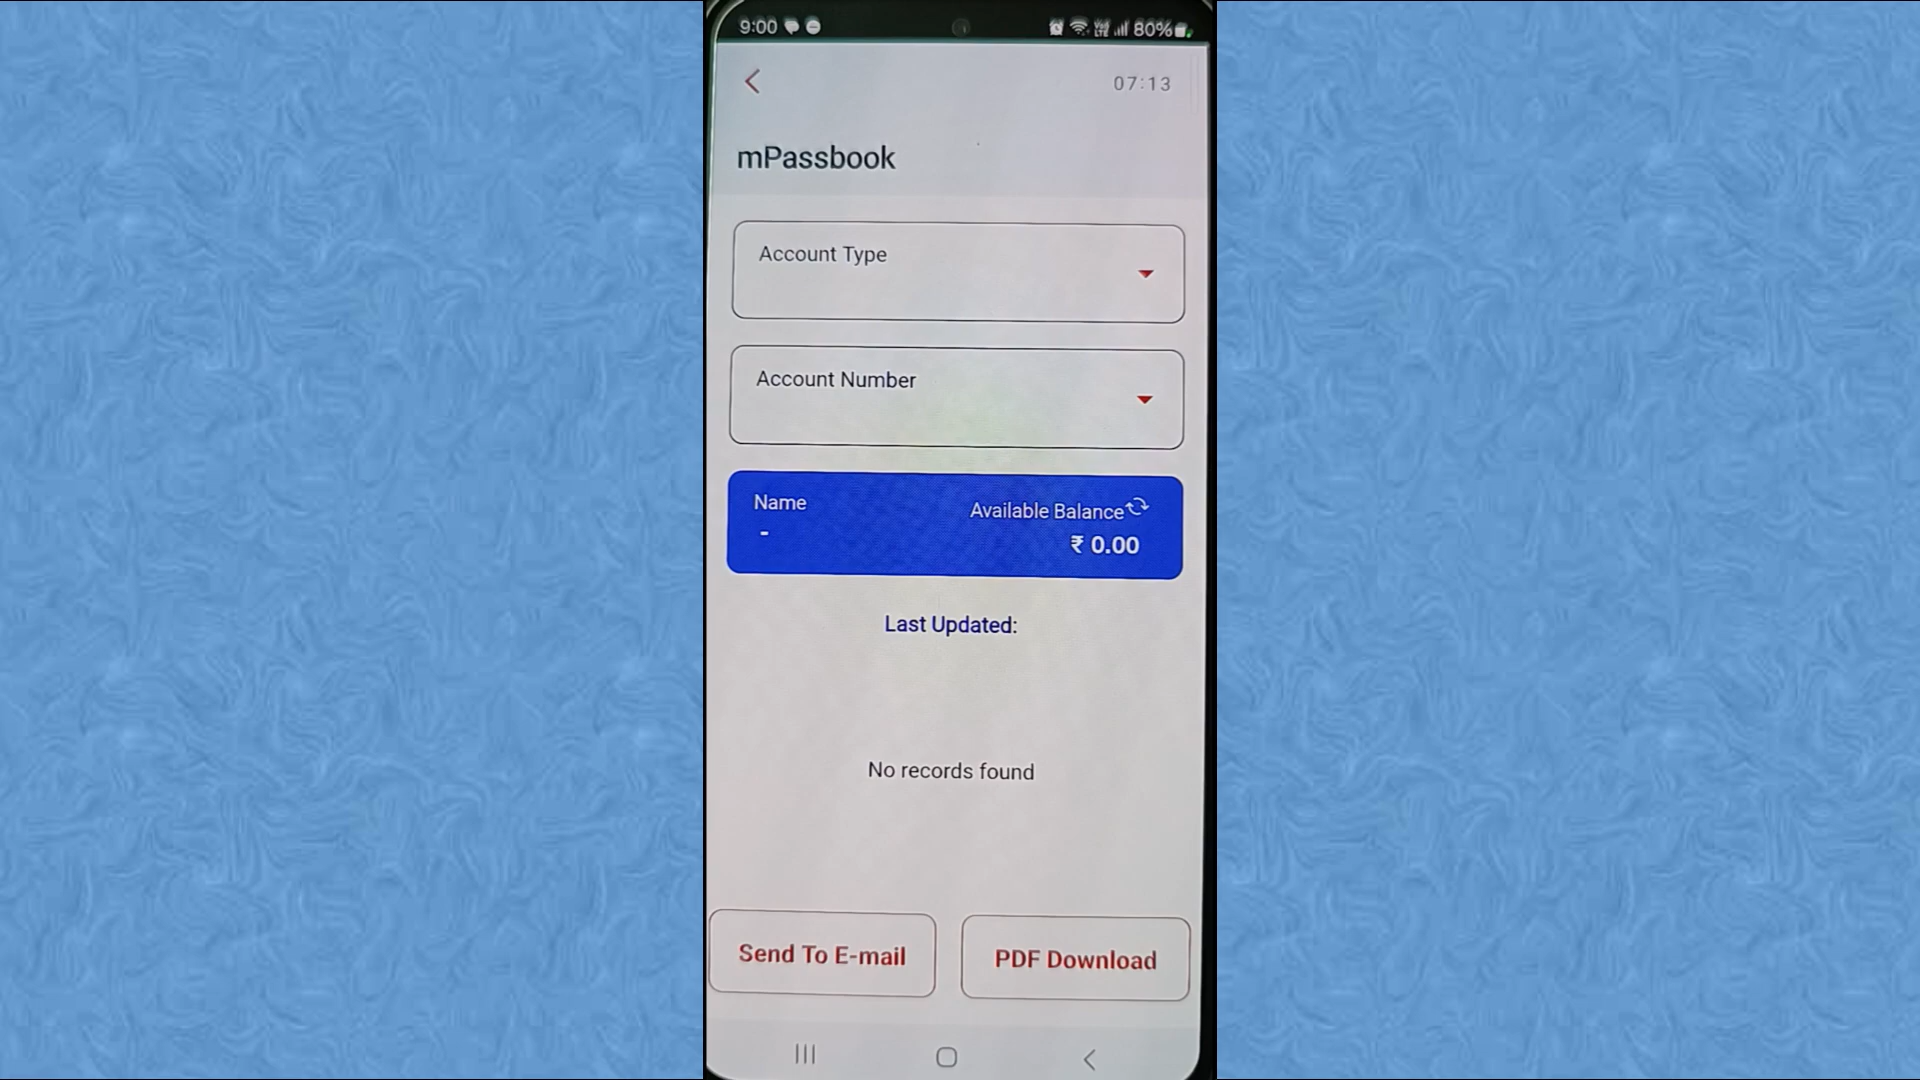 9:00 80%
07:13
mPassbook
Account Type
Account Number
Name
Available Balance
-
₹ 0.00
Last Updated:
No records found
Send To E-mail
PDF Download